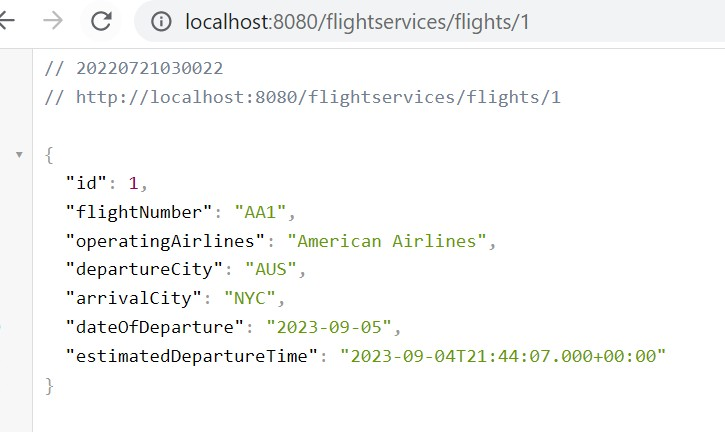 localhost:8080/flightservices/flights/1
// 20220721030022
// http://localhost:8080/flightservices/flights/1
{
"id": 1,
"flightNumber": "AA1",
"operatingAirlines": "American Airlines",
"departureCity": "AUS",
"arrivalCity": "NYC",
"dateOfDeparture": "2023-09-05",
"estimatedDepartureTime": "2023-09-04T21:44:07.000+00:00"
}